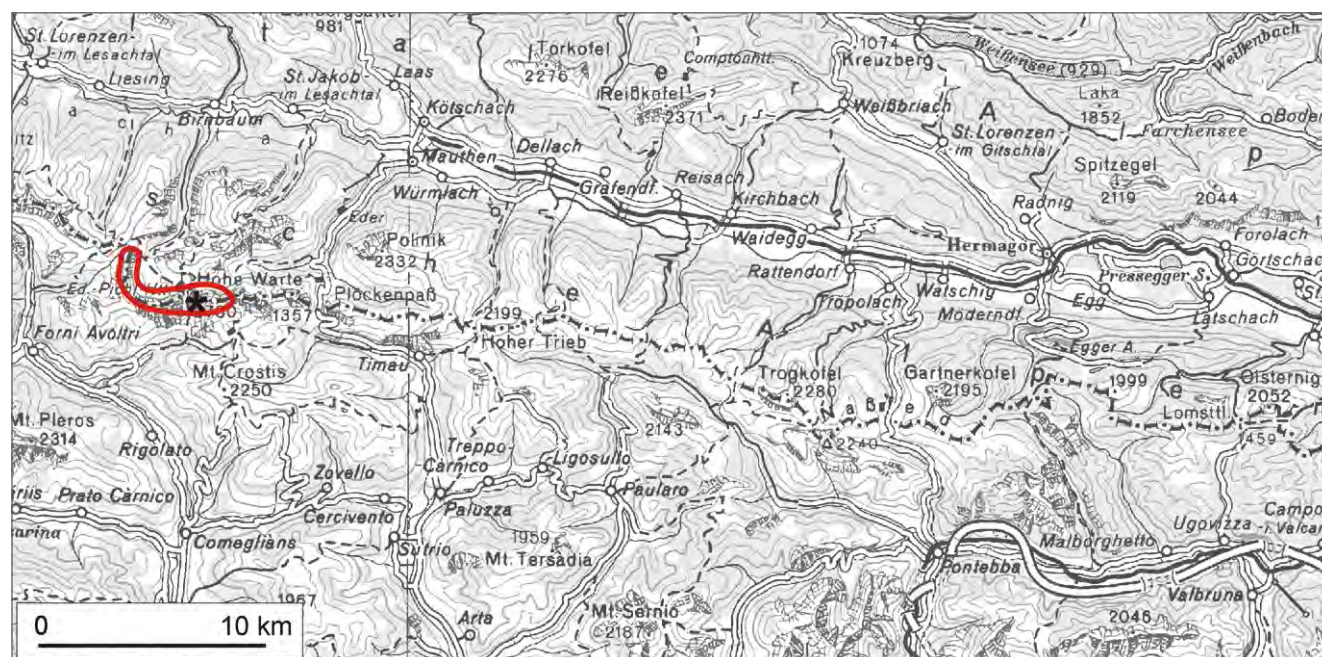 981
St. Lorenzen-
im Lesachtal
Liesing
Birnbaum
St. Jakob
im Lesachtal
Laas
Kötschach
Mauthen
Torkofel
2276
Comptonhtt.
Reißkofel
2371
1074
Kreuzberg
Weißensee (929)
Weißenbach
Laka
1852
Farchensee
Weißbriach
St. Lorenzen-
im Gitschtal
Spitzegel
2119
2044
Dellach
Grafendf.
Reisach
Kirchbach
Radnig
Würmlach
Waidegg
Hermagor
Forolach
Görtschach
Eder
Polinik
2332
Rattendorf
Tröpolach
Watschig
Möderndf.
Egg
Pressegger S.
Latschach
Hohe Warte
Plöckenpaß
1357
2199
Hoher Trieb
Egger A.
Forni Avoltri
Timau
Mt. Crostis
2250
Trogkofel
2280
Gartnerkofel
2195
1999
Oisternig
2052
Lomsttl.
1459
Naßf
2240
Mt. Pleros
2314
Rigolato
2143
Treppo-
Carnico
Ligosullo
Zovello
Prato Carnico
Cercivento
Paluzza
Paularo
Comeglians
Sutrio
1959
Mt. Tersadia
Ugovizza
Malborghetto
Pontebba
Valbruna
Arta
Mt. Sernio
2187
2046
0 10 km